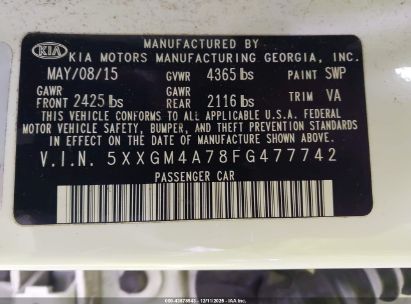 MANUFACTURED BY
KIA KIA MOTORS MANUFACTURING GEORGIA, INC.
MAY/08/15 GVWR 4365 lbs PAINT SWP
GAWR FRONT 2425 lbs GAWR REAR 2116 lbs TRIM VA
THIS VEHICLE CONFORMS TO ALL APPLICABLE U.S.A. FEDERAL
MOTOR VEHICLE SAFETY, BUMPER, AND THEFT PREVENTION
STANDARDS IN EFFECT ON THE DATE OF MANUFACTURE SHOWN ABOVE.
V.I.N. 5XXGM4A78FG477742
PASSENGER CAR